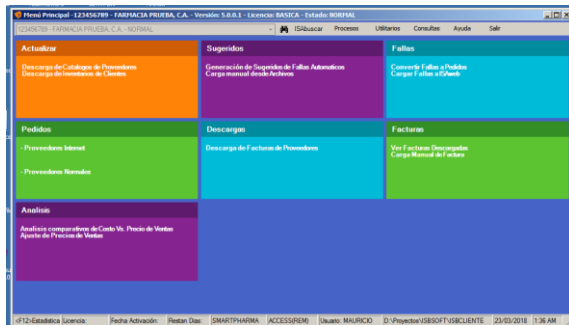 Menú Principal -123456789 - FARMACIA PRUEBA, C.A. - Versión: 5.0.0.1 - Licencia: BASICA - Estado: NORMAL
123456789 - FARMACIA PRUEBA, C.A. - NORMAL
ISAbuscar Procesos Utilitarios Consultas Ayuda Salir
Actualizar
Descarga de Catalogos de Proveedores
Descarga de Inventarios de Clientes
Sugeridos
Generación de Sugeridos de Fallas Automaticos
Carga manual desde Archivos
Fallas
Convertir Fallas a Pedidos
Cargar Fallas a ISAweb
Pedidos
- Proveedores Internet
- Proveedores Normales
Descargas
Descarga de Facturas de Proveedores
Facturas
Ver Facturas Descargadas
Carga Manual de Factura
Analisis
Analisis comparativos de Costo Vs. Precio de Ventas
Ajuste de Precios de Ventas
<F12>Estadistica Licencia: Fecha Activación: Restan Dias: SMARTPHARMA ACCESS(REM) Usuario: MAURICIO D:\Proyectos\ISBSOFT\ISBCLIENTE 23/03/2018 1:36 AM